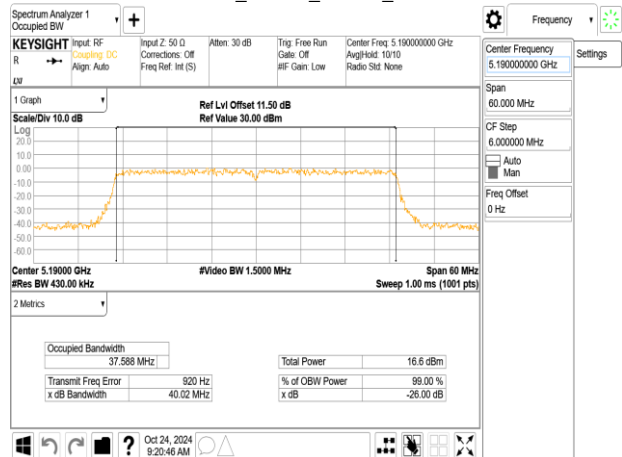 Spectrum Analyzer 1
Occupied BW
Frequency
KEYSIGHT
R
LXI
Input: RF
Coupling: DC
Align: Auto
Input Z: 50 Ω
Corrections: Off
Freq Ref: Int (S)
Atten: 30 dB
Trig: Free Run
Gate: Off
#IF Gain: Low
Center Freq: 5.190000000 GHz
Avg|Hold: 10/10
Radio Std: None
Center Frequency
5.190000000 GHz
Settings
Span
60.000 MHz
CF Step
6.000000 MHz
Auto
Man
Freq Offset
0 Hz
1 Graph
Scale/Div 10.0 dB
Ref Lvl Offset 11.50 dB
Ref Value 30.00 dBm
Log
20.0
10.0
0.00
-10.0
-20.0
-30.0
-40.0
-50.0
-60.0
Center 5.19000 GHz
#Video BW 1.5000 MHz
Span 60 MHz
#Res BW 430.00 kHz
Sweep 1.00 ms (1001 pts)
2 Metrics
Occupied Bandwidth
37.588 MHz
Total Power 16.6 dBm
Transmit Freq Error 920 Hz
% of OBW Power 99.00 %
x dB Bandwidth 40.02 MHz
x dB -26.00 dB
?
Oct 24, 2024
9:20:46 AM